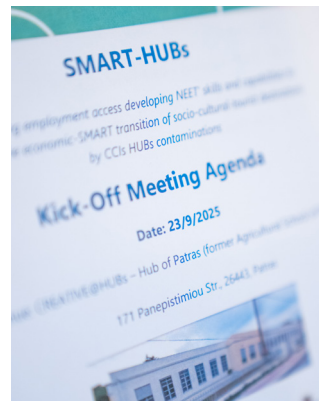 SMART-HUBs
employment access developing NEET' skills and capabilities in
economic-SMART transition of socio-cultural tourist destinations
by CCIs HUBs contaminations
Kick-Off Meeting Agenda
Date: 23/9/2025
CREATIVE@HUBs – Hub of Patras (former Agricultural School
171 Panepistimiou Str., 26443, Patras